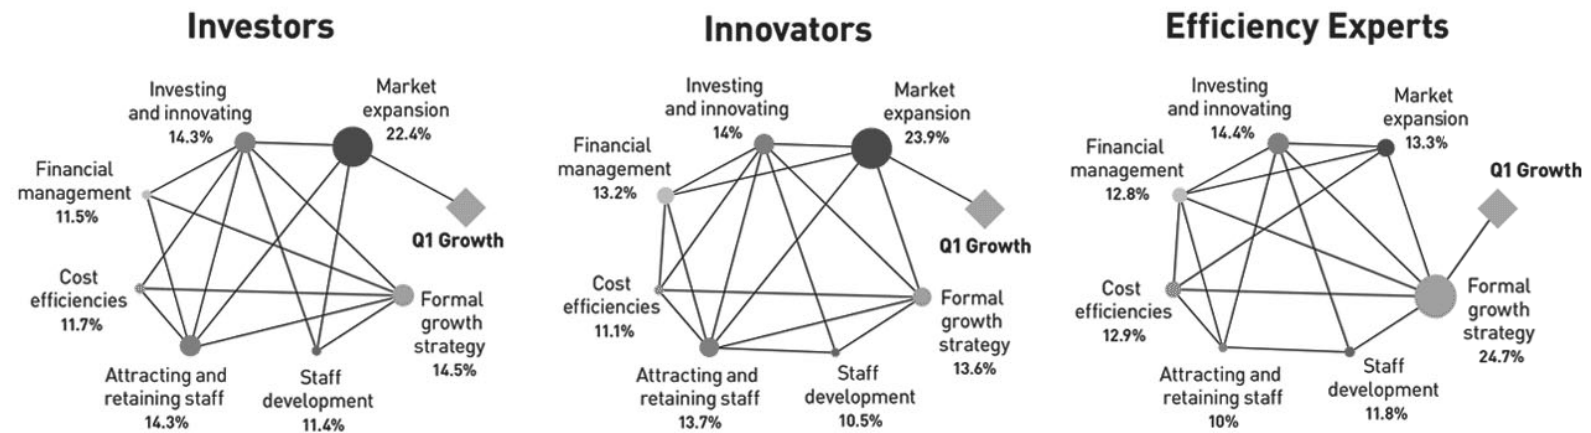 Investors
Investing
and innovating
14.3%
Market
expansion
22.4%
Financial
management
11.5%
Q1 Growth
Cost
efficiencies
11.7%
Formal
growth
strategy
14.5%
Attracting and
retaining staff
14.3%
Staff
development
11.4%
Innovators
Investing
and innovating
14%
Market
expansion
23.9%
Financial
management
13.2%
Q1 Growth
Cost
efficiencies
11.1%
Formal
growth
strategy
13.6%
Attracting and
retaining staff
13.7%
Staff
development
10.5%
Efficiency Experts
Investing
and innovating
14.4%
Market
expansion
13.3%
Financial
management
12.8%
Q1 Growth
Cost
efficiencies
12.9%
Formal
growth
strategy
24.7%
Attracting and
retaining staff
10%
Staff
development
11.8%